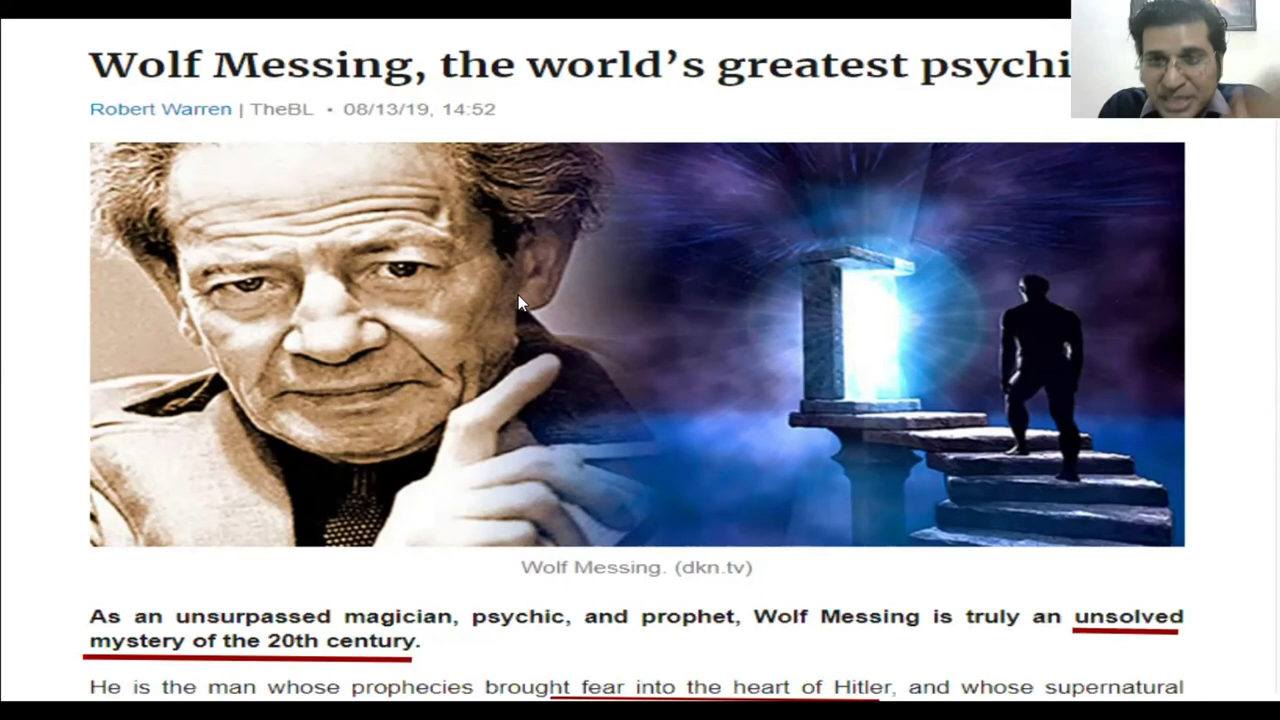 Wolf Messing, the world's greatest psychi
Robert Warren | TheBL • 08/13/19, 14:52
Wolf Messing. (dkn.tv)
As an unsurpassed magician, psychic, and prophet, Wolf Messing is truly an unsolved
mystery of the 20th century.
He is the man whose prophecies brought fear into the heart of Hitler, and whose supernatural